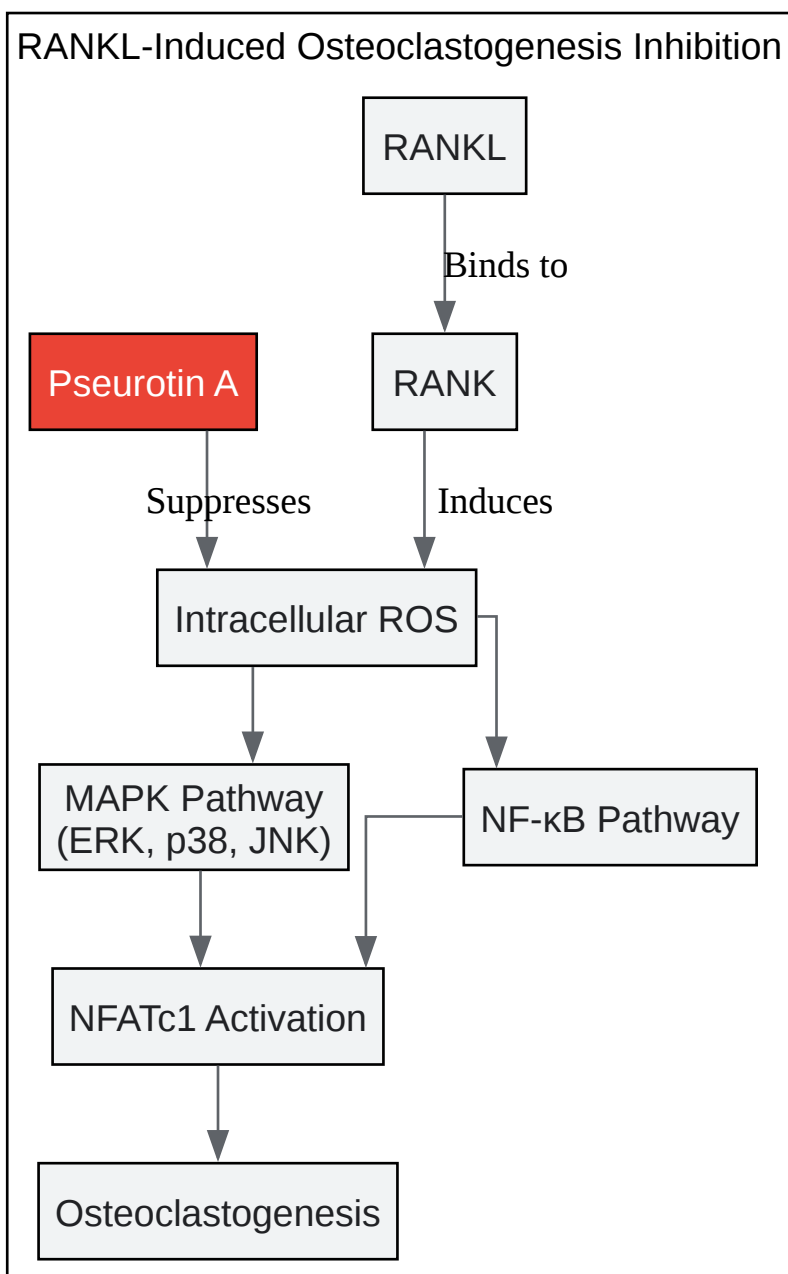 RANKL-Induced Osteoclastogenesis Inhibition
RANKL
Binds to
Pseurotin A
RANK
Suppresses
Induces
Intracellular ROS
MAPK Pathway
(ERK, p38, JNK)
NF-κB Pathway
NFATc1 Activation
Osteoclastogenesis